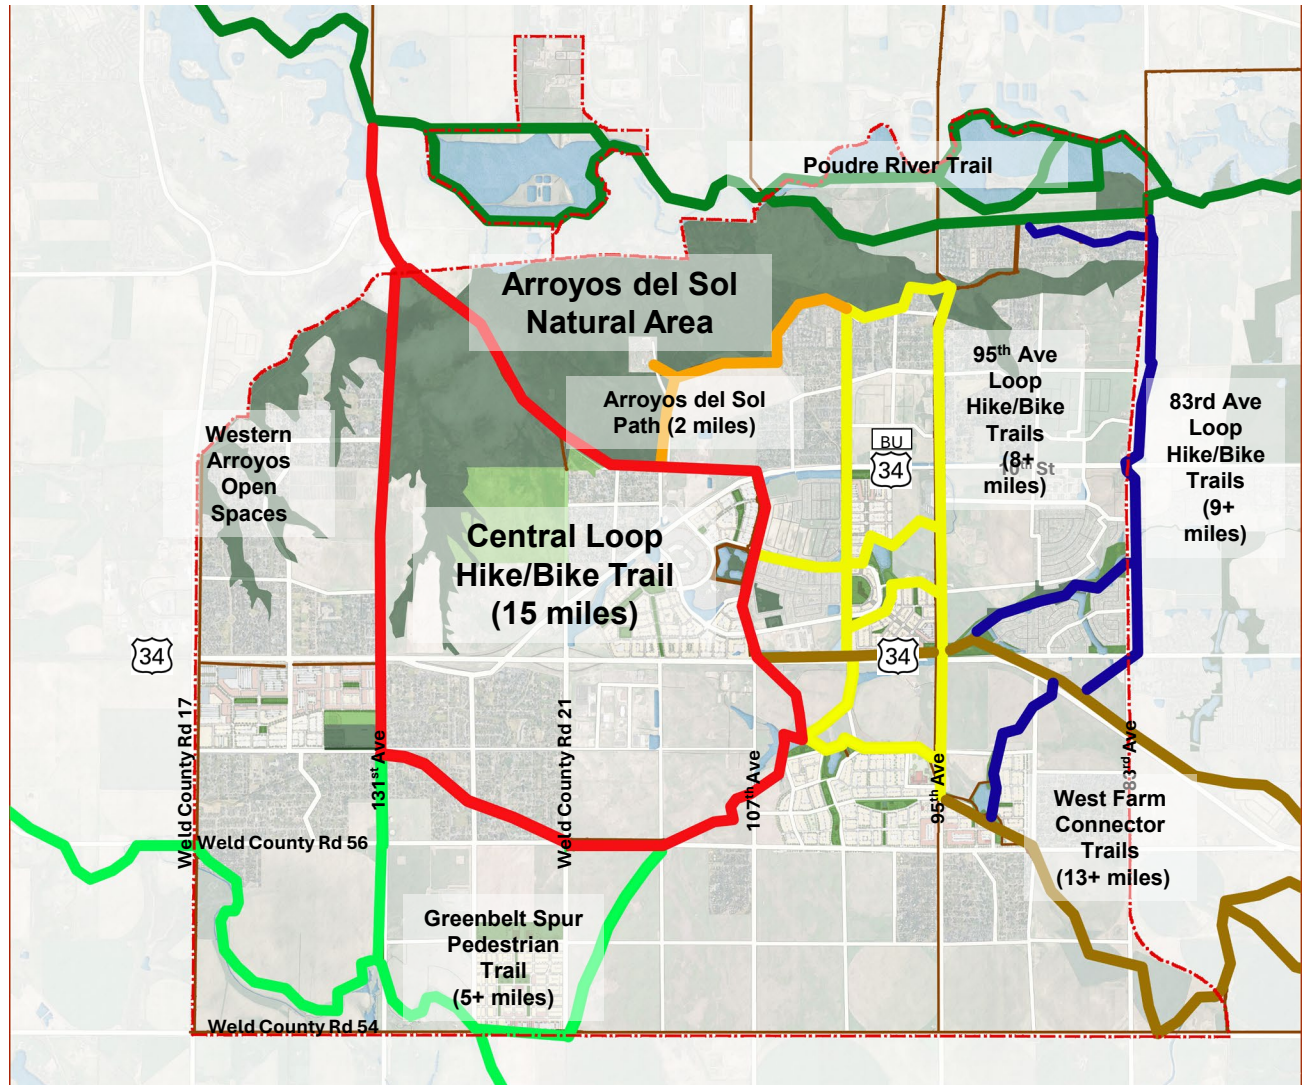 Poudre River Trail
Arroyos del Sol
Natural Area
Arroyos del Sol
Path (2 miles)
95th Ave
Loop
Hike/Bike
Trails
(8+
miles)
10th St
83rd Ave
Loop
Hike/Bike
Trails
(9+
miles)
Western
Arroyos
Open
Spaces
BU
34
Central Loop
Hike/Bike Trail
(15 miles)
34
34
Weld County Rd 17
131st Ave
Weld County Rd 21
107th Ave
95th Ave
83rd Ave
Weld County Rd 56
West Farm
Connector
Trails
(13+ miles)
Greenbelt Spur
Pedestrian
Trail
(5+ miles)
Weld County Rd 54